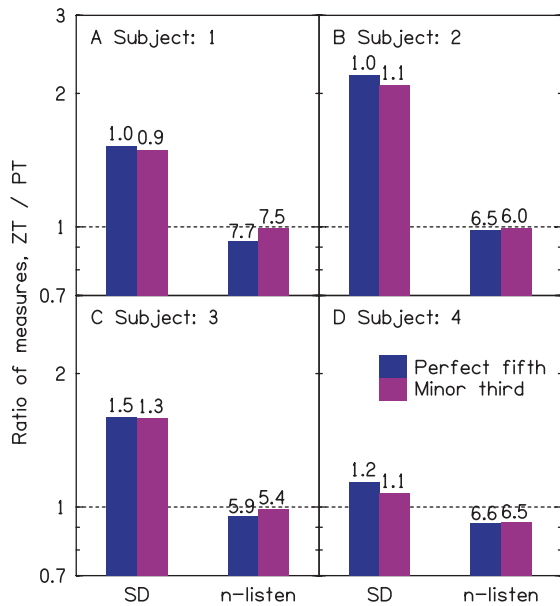 3
A Subject: 1
B Subject: 2
1.0
1.1
2
1.0
0.9
7.7
7.5
6.5
6.0
1
0.7
C Subject: 3
D Subject: 4
2
Perfect fifth
Minor third
1.5
1.3
1.2
1.1
5.9
5.4
6.6
6.5
1
0.7
SD
n-listen
SD
n-listen
Ratio of measures, ZT / PT